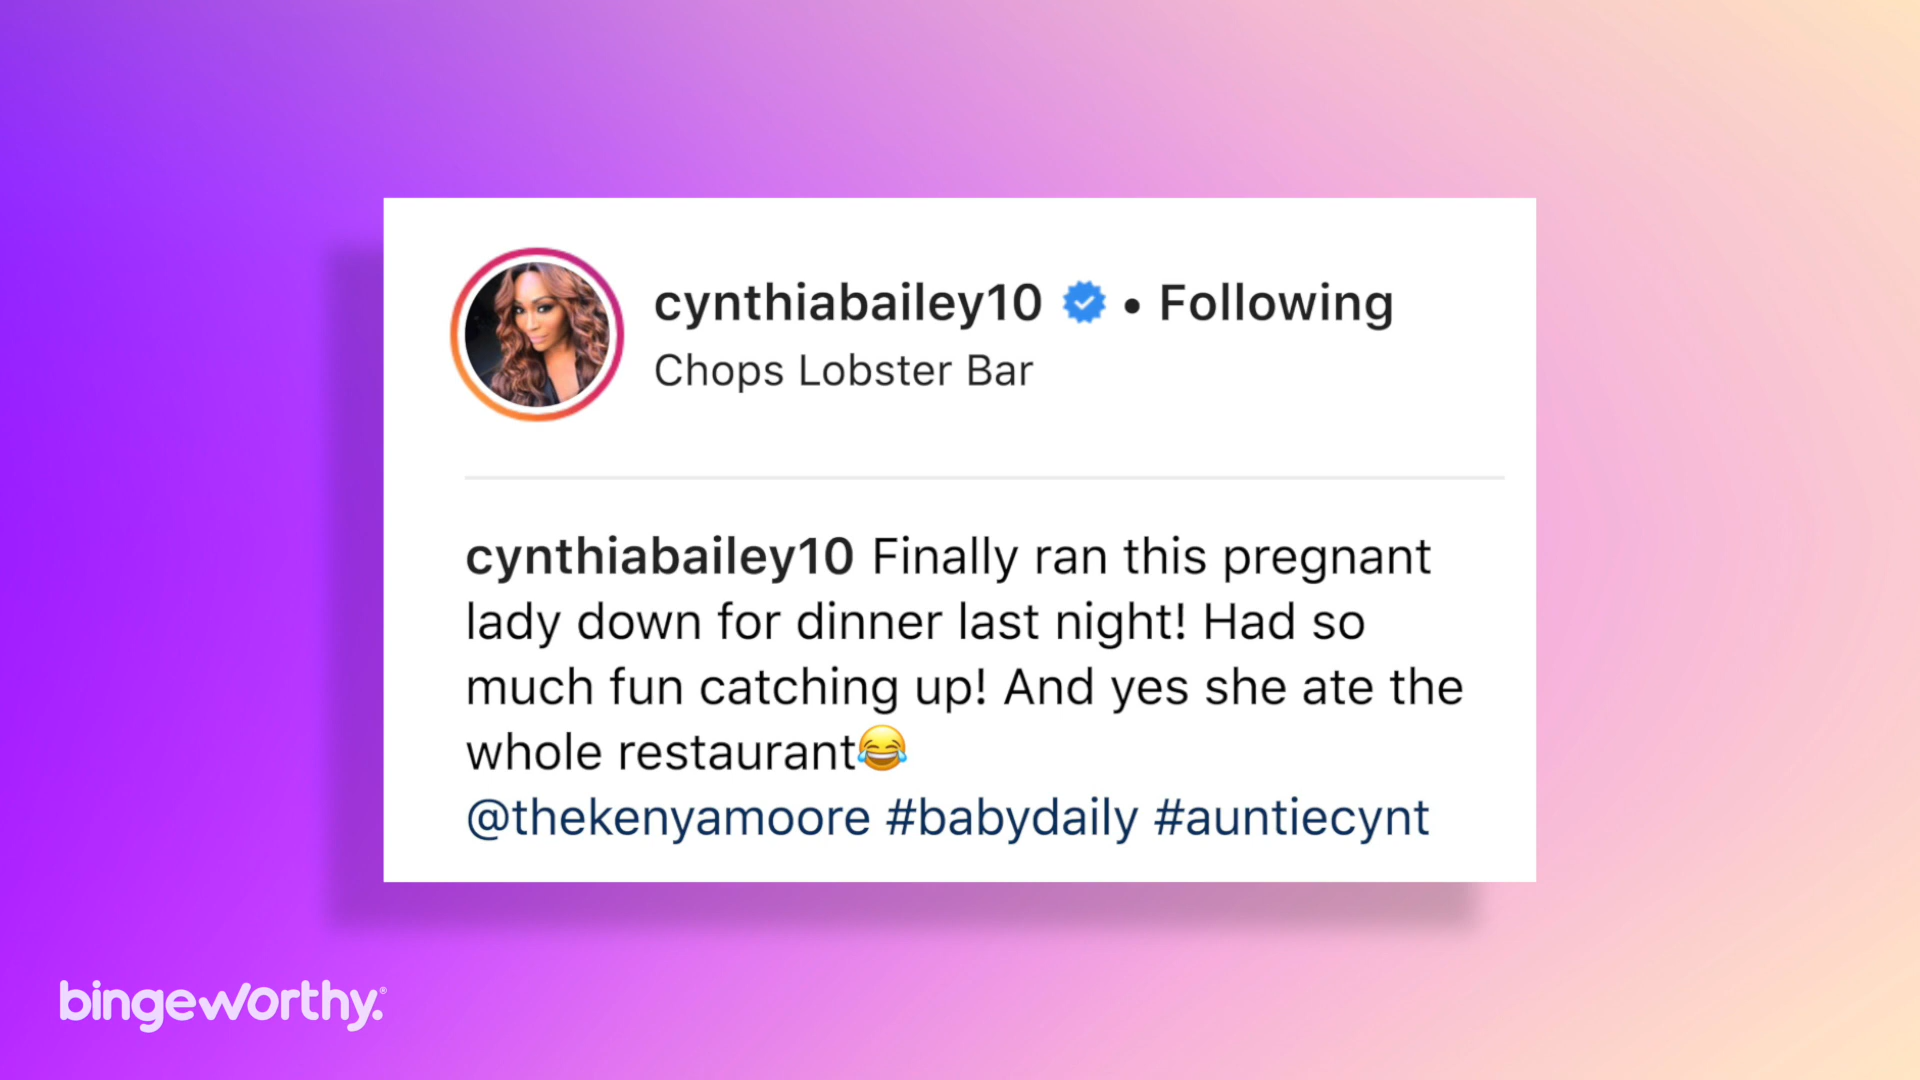 cynthiabailey10 • Following
Chops Lobster Bar
cynthiabailey10 Finally ran this pregnant
lady down for dinner last night! Had so
much fun catching up! And yes she ate the
whole restaurant😂
@thekenyamoore #babydaily #auntiecynt
bingeworthy.®